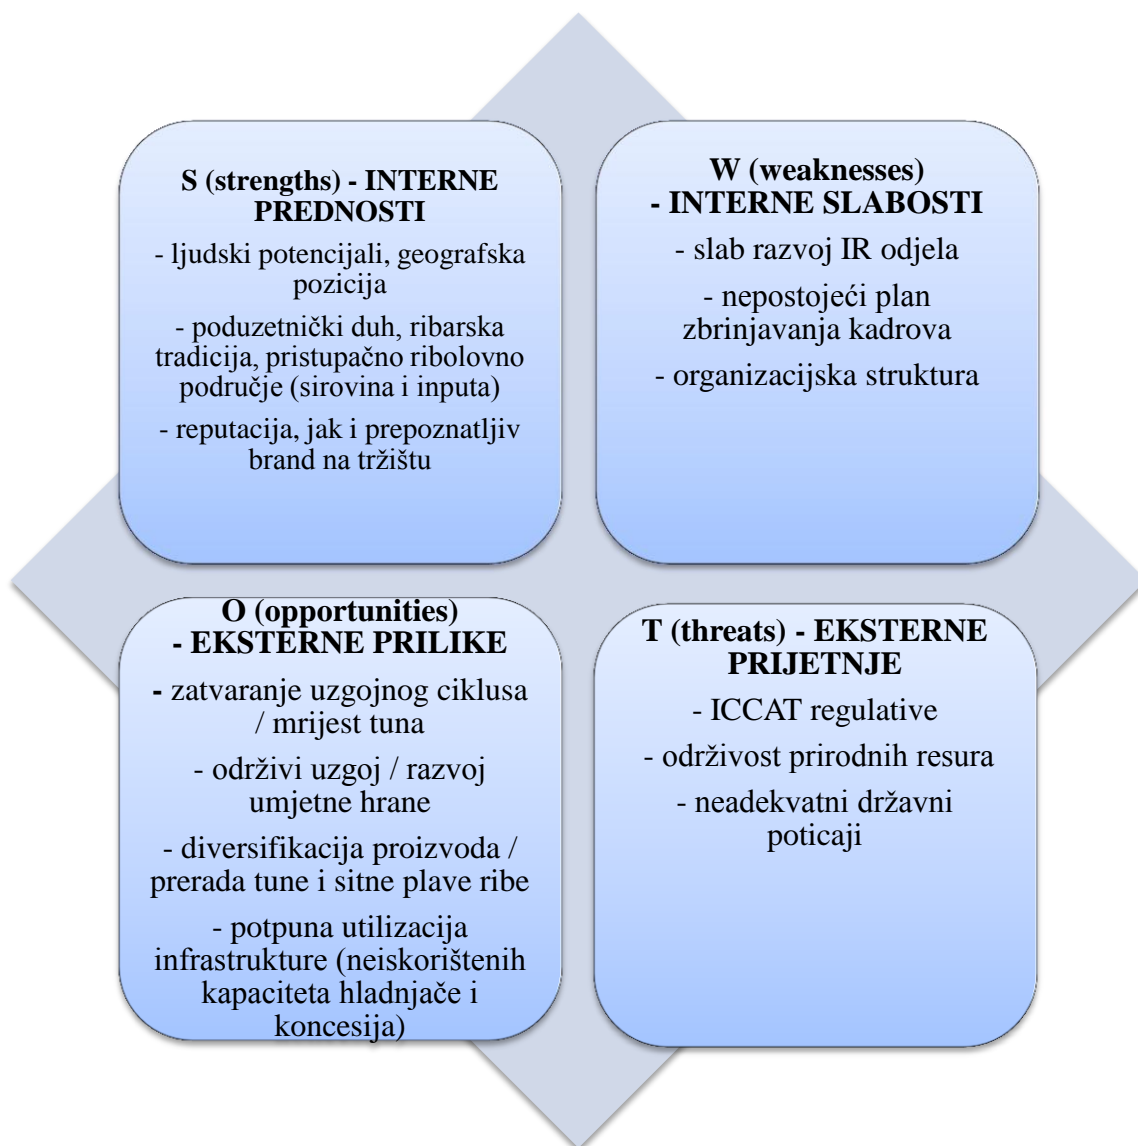 S (strengths) - INTERNE
PREDNOSTI
- ljudski potencijali, geografska
pozicija
- poduzetnički duh, ribarska
tradicija, pristupačno ribolovno
područje (sirovina i inputa)
- reputacija, jak i prepoznatljiv
brand na tržištu
W (weaknesses)
- INTERNE SLABOSTI
- slab razvoj IR odjela
- nepostojeći plan
zbrinjavanja kadrova
- organizacijska struktura
O (opportunities)
- EKSTERNE PRILIKE
- zatvaranje uzgojnog ciklusa
/ mrijest tuna
- održivi uzgoj / razvoj
umjetne hrane
- diversifikacija proizvoda /
prerada tune i sitne plave ribe
- potpuna utilizacija
infrastrukture (neiskorištenih
kapaciteta hladnjače i
koncesija)
T (threats) - EKSTERNE
PRIJETNJE
- ICCAT regulative
- održivost prirodnih resura
- neadekvatni državni
poticaji